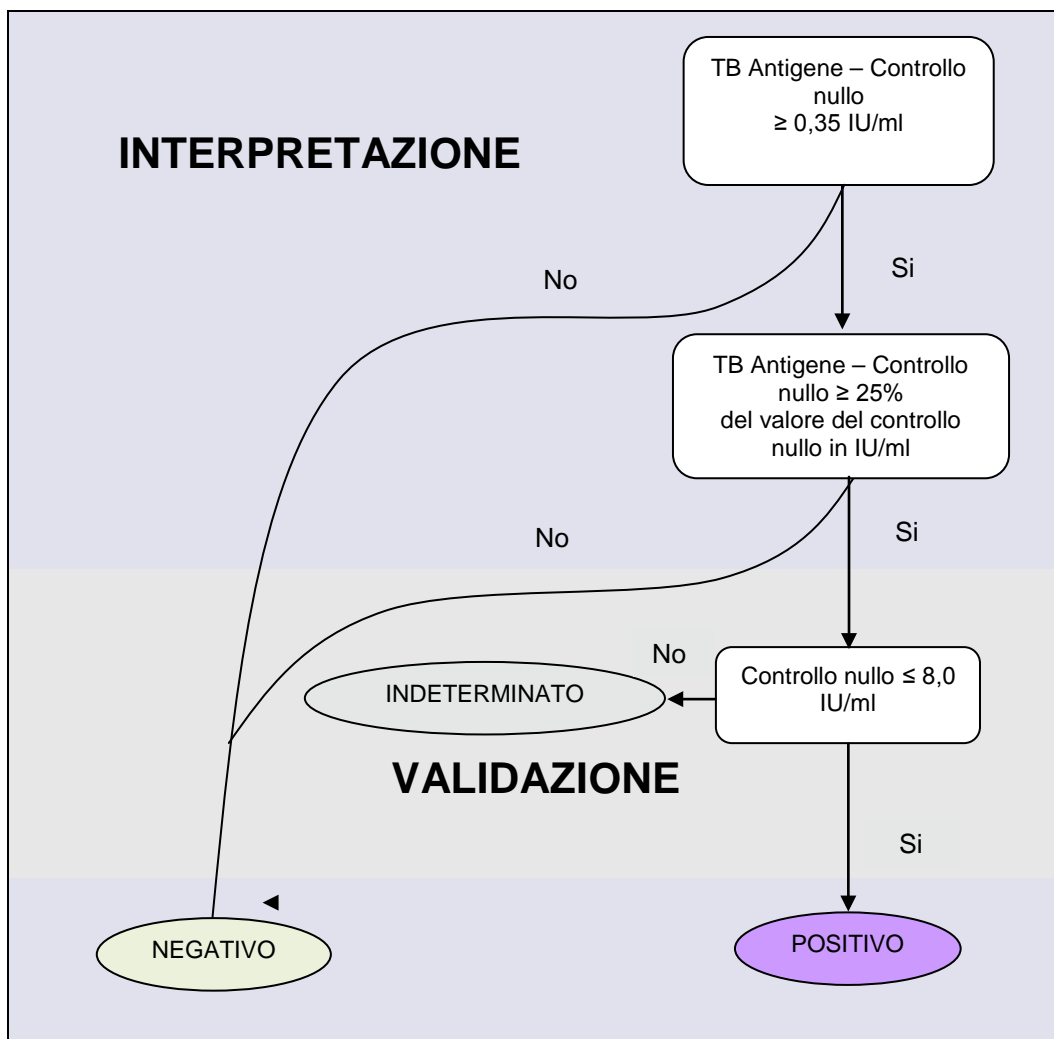 TB Antigene – Controllo
nullo
≥ 0,35 IU/ml
INTERPRETAZIONE
No
Si
TB Antigene – Controllo
nullo ≥ 25%
del valore del controllo
nullo in IU/ml
No
Si
No
Controllo nullo ≤ 8,0
IU/ml
INDETERMINATO
VALIDAZIONE
Si
NEGATIVO
POSITIVO